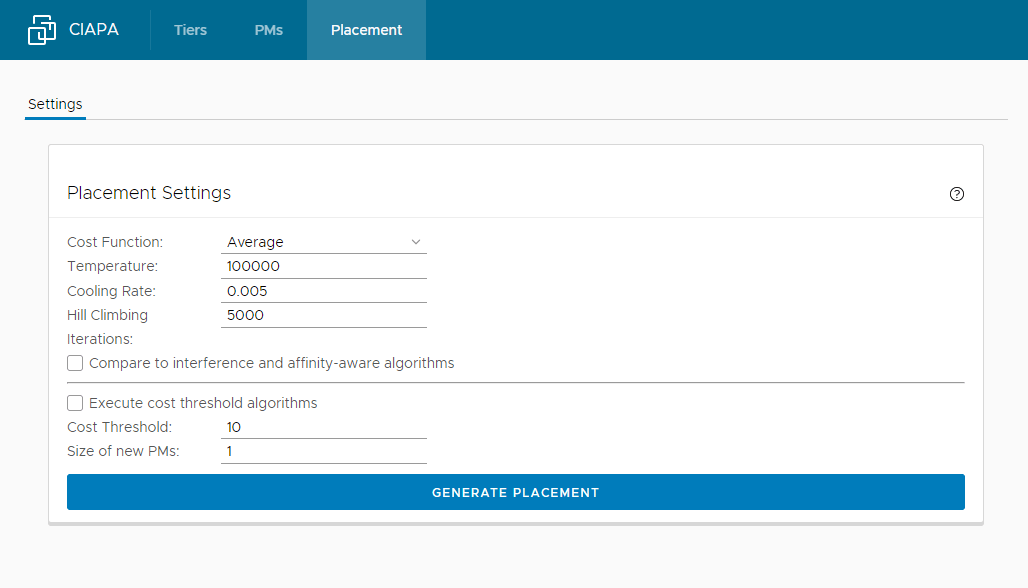 CIAPA Tiers PMs Placement
Settings
Placement Settings
Cost Function: Average
Temperature: 100000
Cooling Rate: 0.005
Hill Climbing 5000
Iterations:
Compare to interference and affinity-aware algorithms
Execute cost threshold algorithms
Cost Threshold: 10
Size of new PMs: 1
GENERATE PLACEMENT